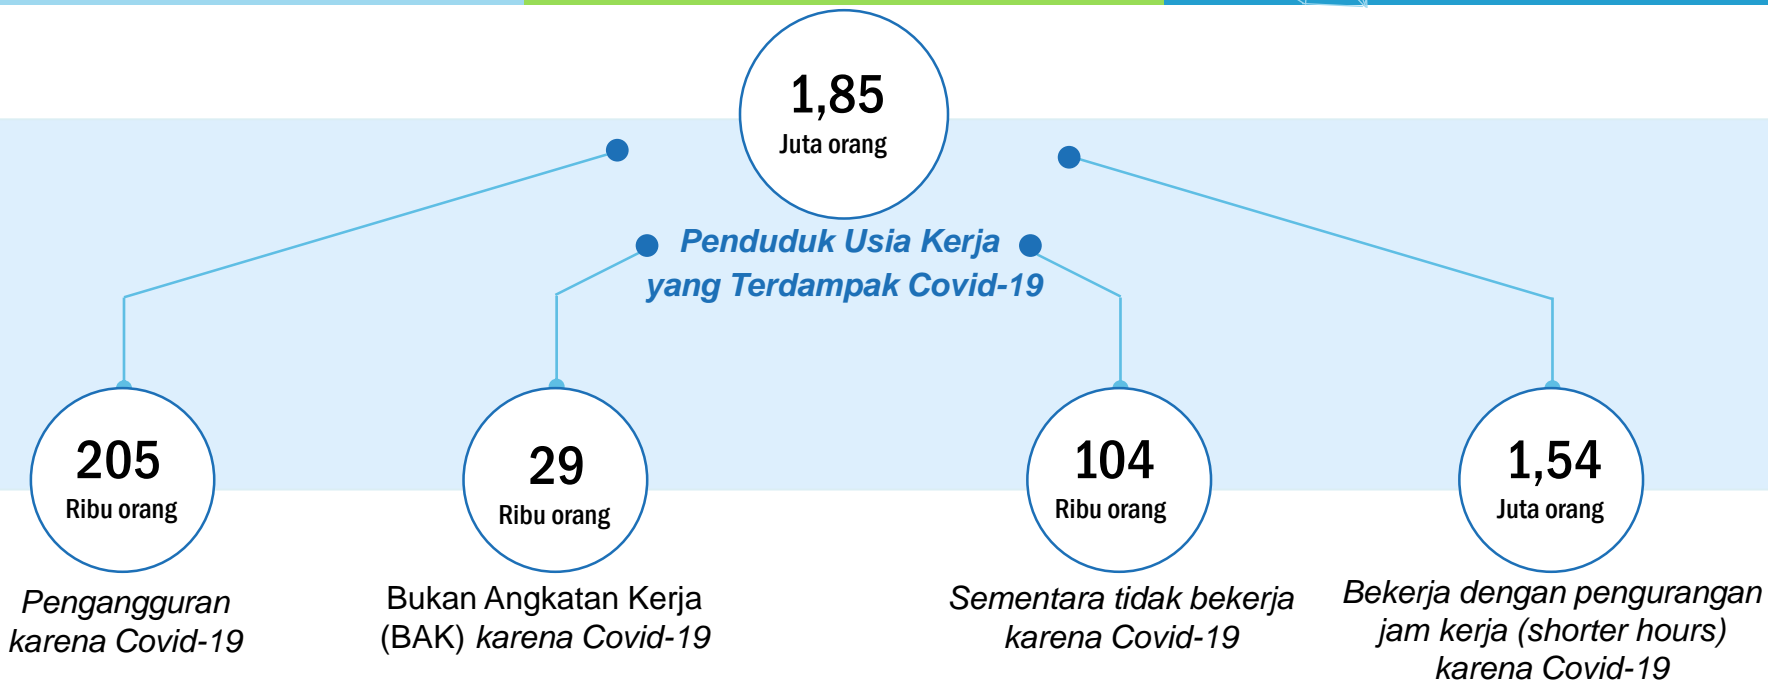 1,85
Juta orang
Penduduk Usia Kerja
yang Terdampak Covid-19
205
Ribu orang
Pengangguran
karena Covid-19
29
Ribu orang
Bukan Angkatan Kerja
(BAK) karena Covid-19
104
Ribu orang
Sementara tidak bekerja
karena Covid-19
1,54
Juta orang
Bekerja dengan pengurangan
jam kerja (shorter hours)
karena Covid-19